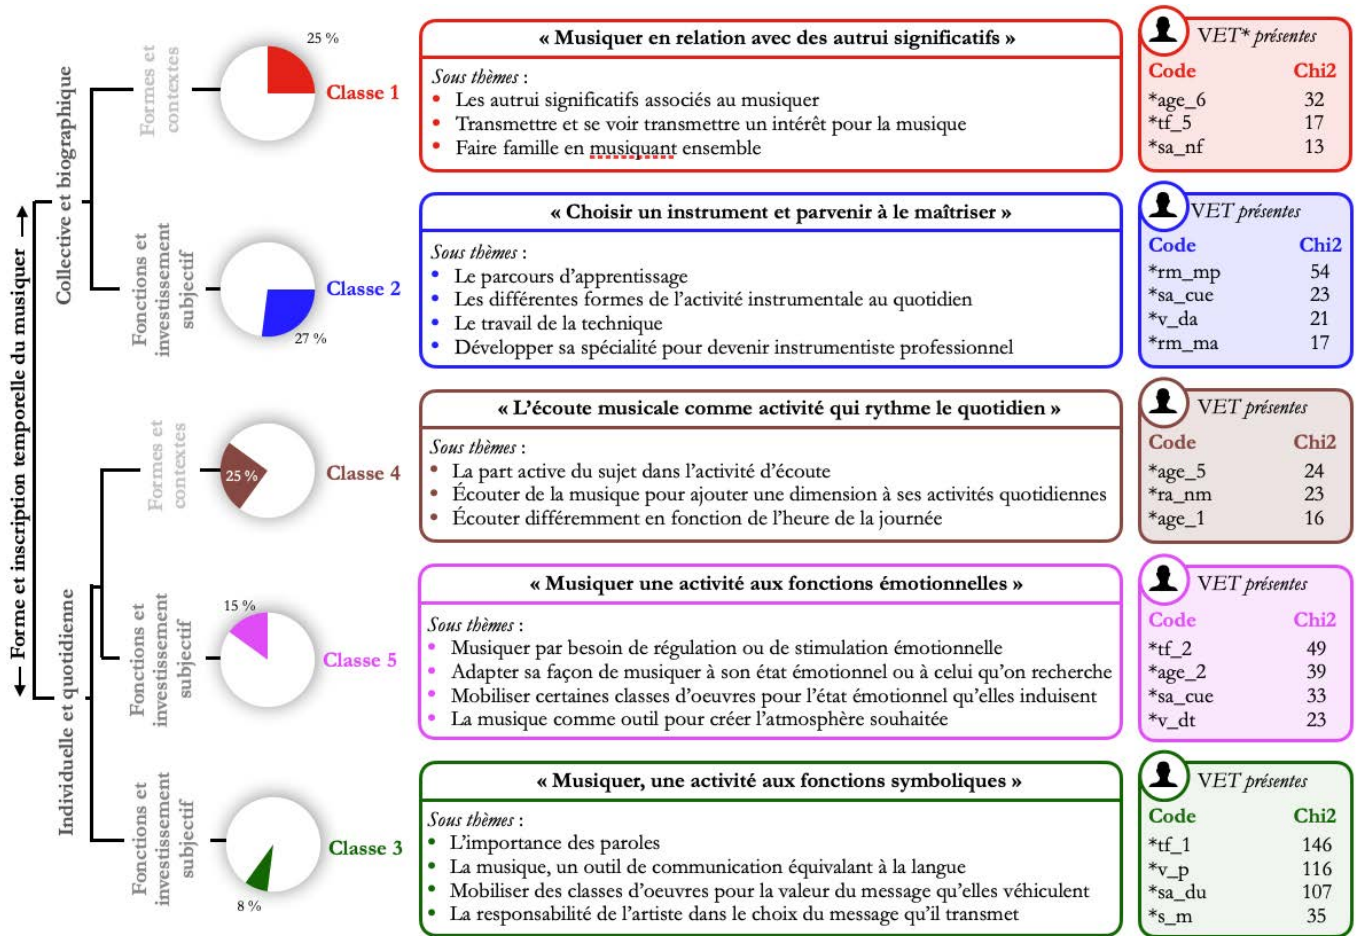 ← Forme et inscription temporelle du musiquer →
Collective et biographique
Formes et
contextes
25 %
Classe 1
« Musiquer en relation avec des autrui significatifs »
Sous thèmes :
• Les autrui significatifs associés au musiquer
• Transmettre et se voir transmettre un intérêt pour la musique
• Faire famille en musiquant ensemble
VET* présentes
Code Chi2
*age_6 32
*tf_5 17
*sa_nf 13
Fonctions et
investissement
subjectif
27 %
Classe 2
« Choisir un instrument et parvenir à le maîtriser »
Sous thèmes :
• Le parcours d’apprentissage
• Les différentes formes de l’activité instrumentale au quotidien
• Le travail de la technique
• Développer sa spécialité pour devenir instrumentiste professionnel
VET présentes
Code Chi2
*rm_mp 54
*sa_cue 23
*v_da 21
*rm_ma 17
Individuelle et quotidienne
Formes et
contextes
25 %
Classe 4
« L’écoute musicale comme activité qui rythme le quotidien »
Sous thèmes :
• La part active du sujet dans l’activité d’écoute
• Écouter de la musique pour ajouter une dimension à ses activités quotidiennes
• Écouter différemment en fonction de l’heure de la journée
VET présentes
Code Chi2
*age_5 24
*ra_nm 23
*age_1 16
Fonctions et
investissement
subjectif
15 %
Classe 5
« Musiquer une activité aux fonctions émotionnelles »
Sous thèmes :
• Musiquer par besoin de régulation ou de stimulation émotionnelle
• Adapter sa façon de musiquer à son état émotionnel ou à celui qu’on recherche
• Mobiliser certaines classes d’oeuvres pour l’état émotionnel qu’elles induisent
• La musique comme outil pour créer l’atmosphère souhaitée
VET présentes
Code Chi2
*tf_2 49
*age_2 39
*sa_cue 33
*v_dt 23
Fonctions et
investissement
subjectif
8 %
Classe 3
« Musiquer, une activité aux fonctions symboliques »
Sous thèmes :
• L’importance des paroles
• La musique, un outil de communication équivalant à la langue
• Mobiliser des classes d’oeuvres pour la valeur du message qu’elles véhiculent
• La responsabilité de l’artiste dans le choix du message qu’il transmet
VET présentes
Code Chi2
*tf_1 146
*v_p 116
*sa_du 107
*s_m 35